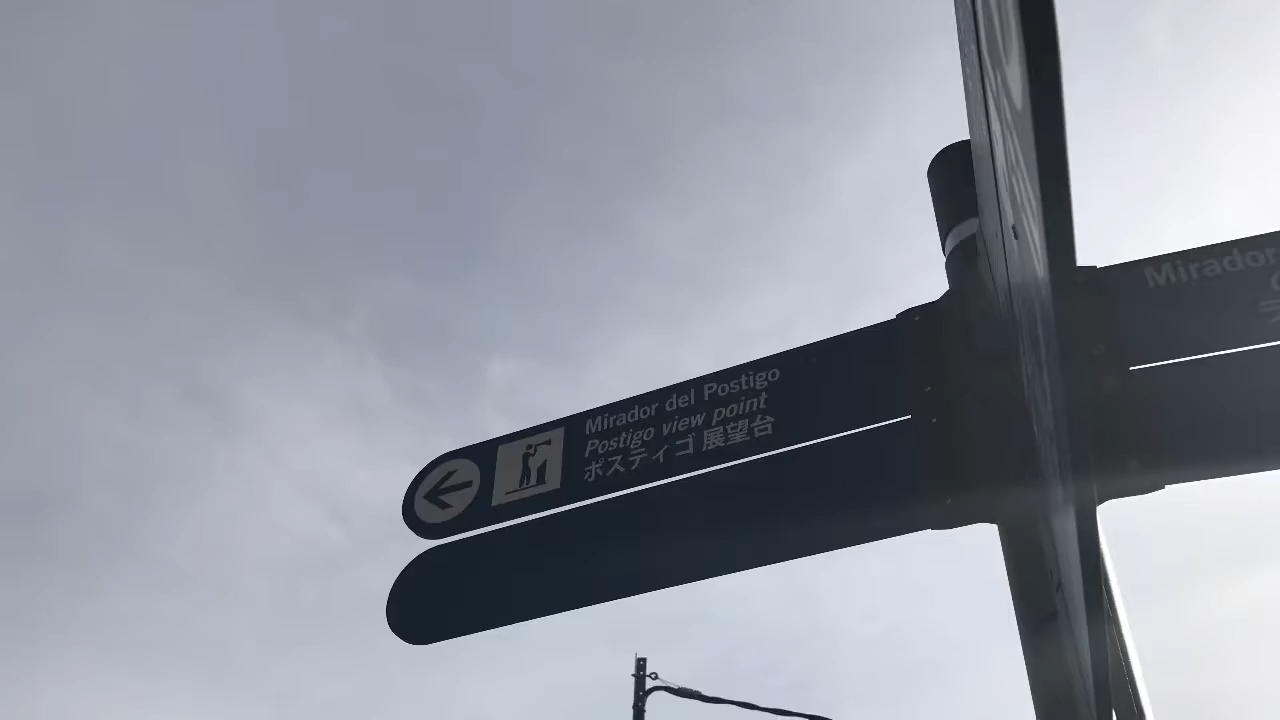 Mirador del Postigo
Postigo view point
ポスティゴ 展望台
Mirador